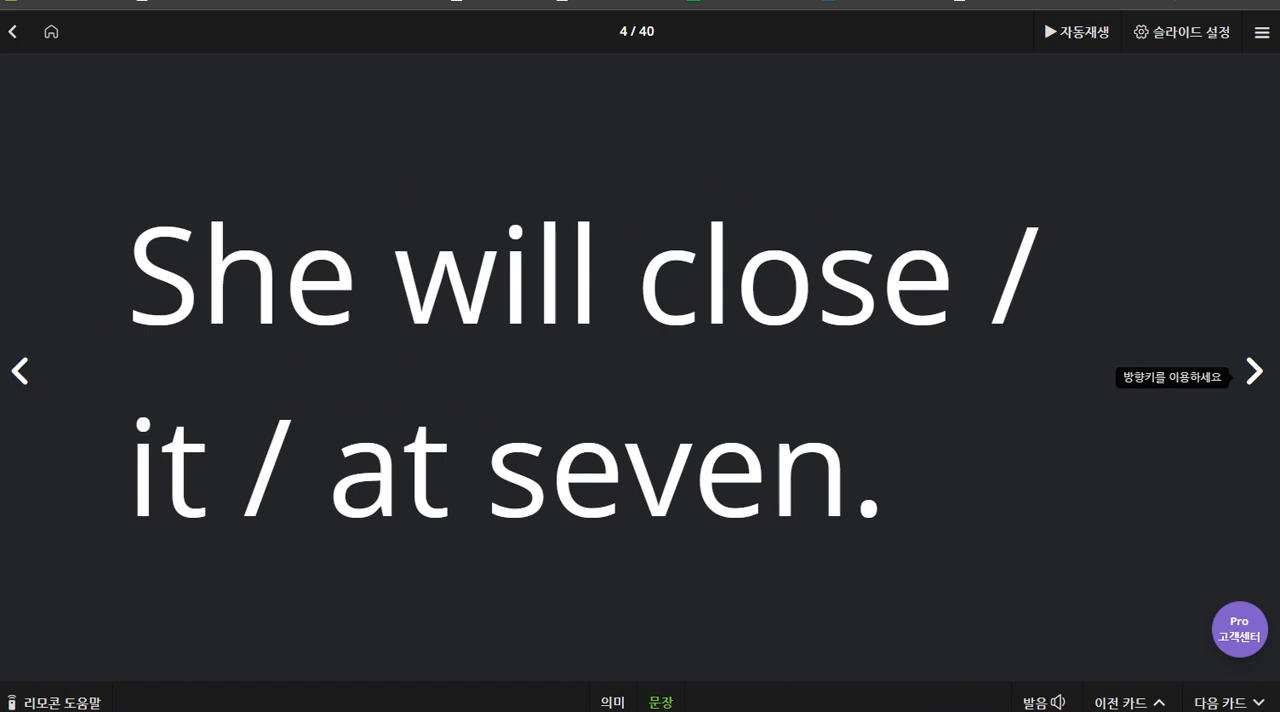 4 / 40
자동재생
슬라이드 설정
She will close /
it / at seven.
방향키를 이용하세요
Pro
고객센터
리모콘 도움말
의미
문장
발음
이전 카드
다음 카드